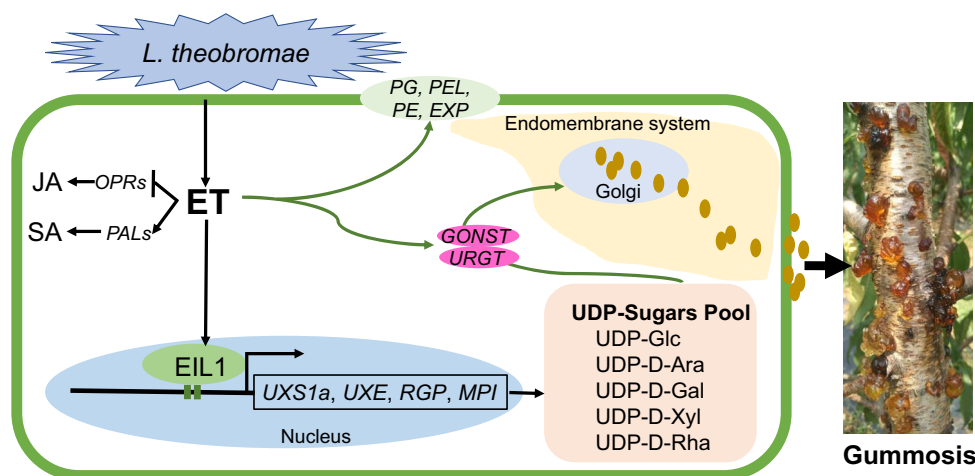 L. theobromae
PG, PEL,
PE, EXP
Endomembrane system
Golgi
JA
OPRs
ET
SA
PALs
GONST
URGT
EIL1
UXS1a, UXE, RGP, MPI
Nucleus
UDP-Sugars Pool
UDP-Glc
UDP-D-Ara
UDP-D-Gal
UDP-D-Xyl
UDP-D-Rha
Gummosis